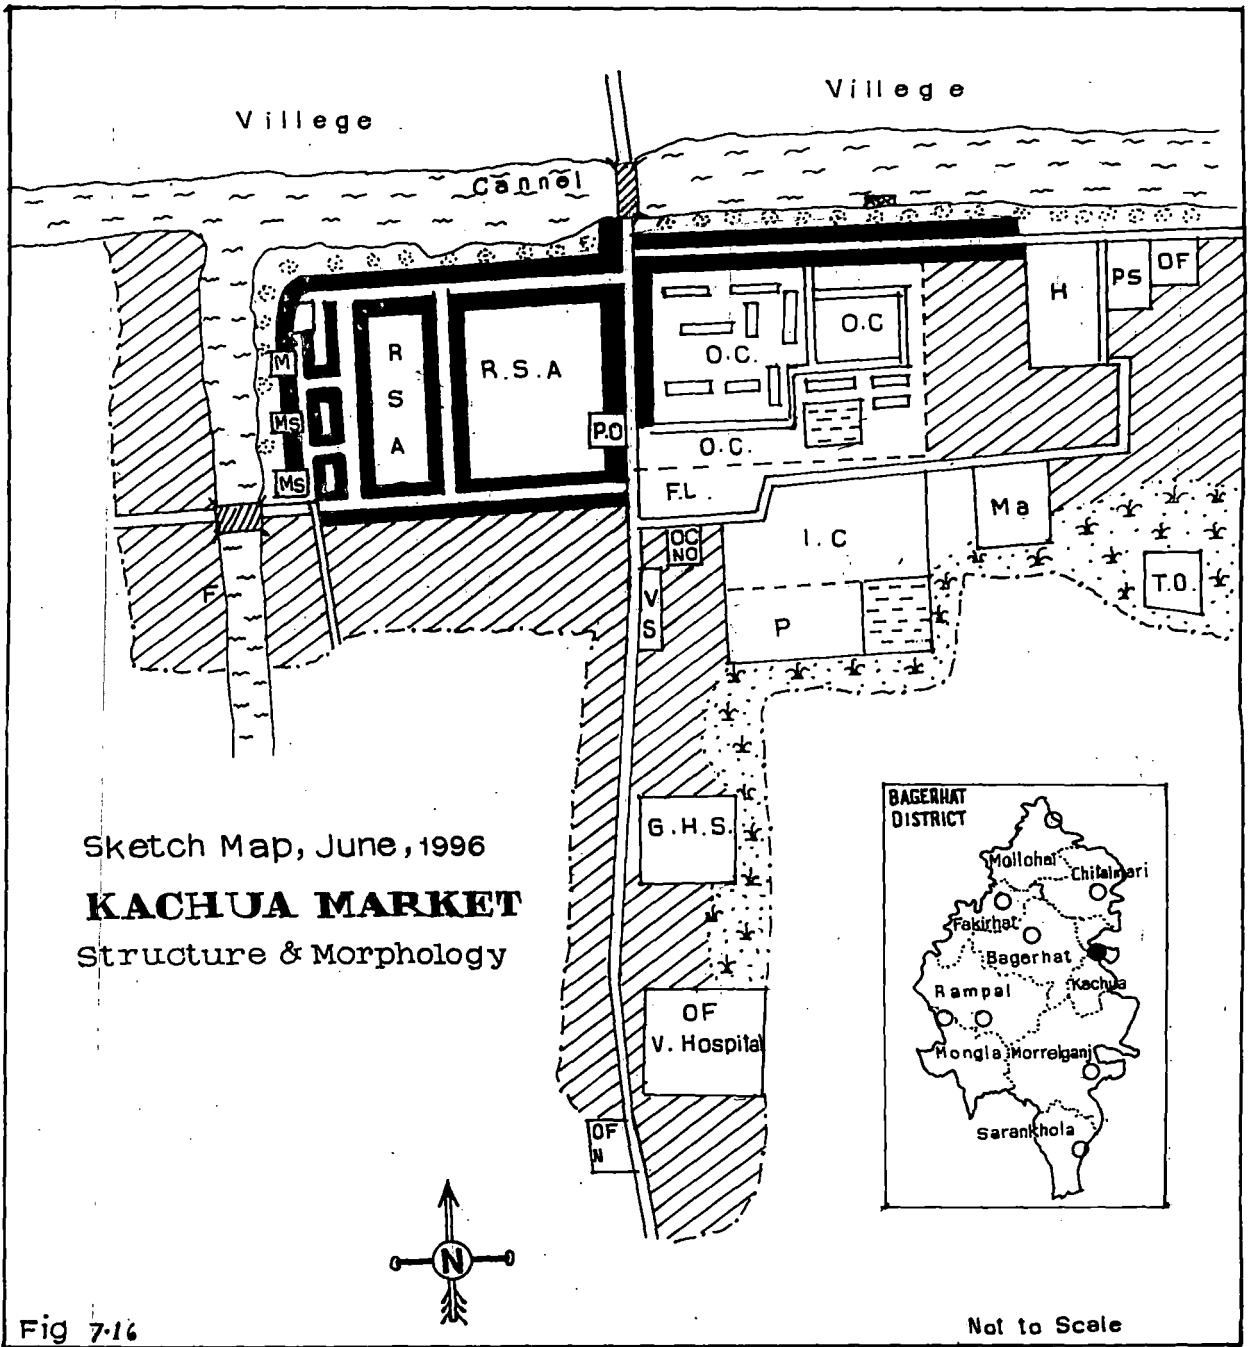 Villege
Villege
Cannel
H
PS
OF
O.C
O.C.
R
S
A
R.S.A
M
Ms
Ms
P.O
O.C.
F.L.
Ma
I.C
OC
NO
T.O.
F
V
S
P
G.H.S.
OF
V. Hospital
OF
N
Sketch Map, June, 1996
KACHUA MARKET
Structure & Morphology
BAGERHAT
DISTRICT
Mollohat
Chitalmari
Fakirhat
Bagerhat
Kachua
Rampal
Mongla
Morrelganj
Sarankhola
N
Fig 7.16
Not to Scale